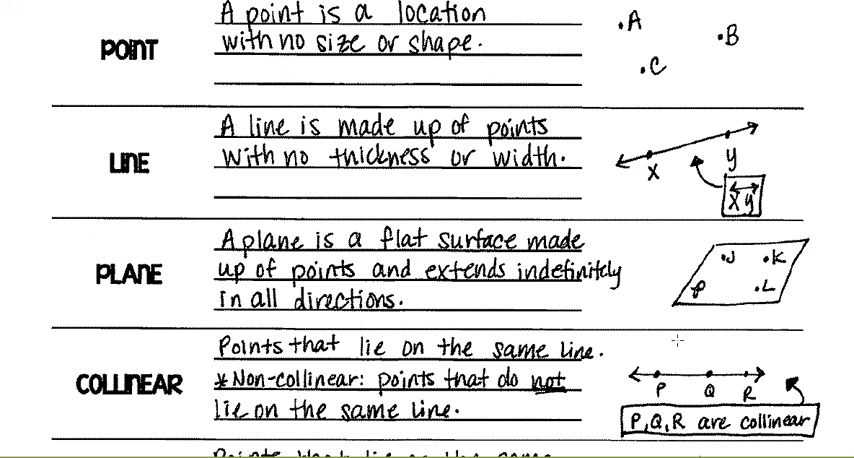 A point is a location
with no size or shape.
POINT
.A
.B
.C
A line is made up of points
with no thickness or width.
LINE
X
y
Xy
A plane is a flat surface made
up of points and extends indefinitely
in all directions.
PLANE
.J .K
P .L
Points that lie on the same line.
*Non-collinear: points that do not
lie on the same line.
COLLINEAR
P Q R
P,Q,R are collinear